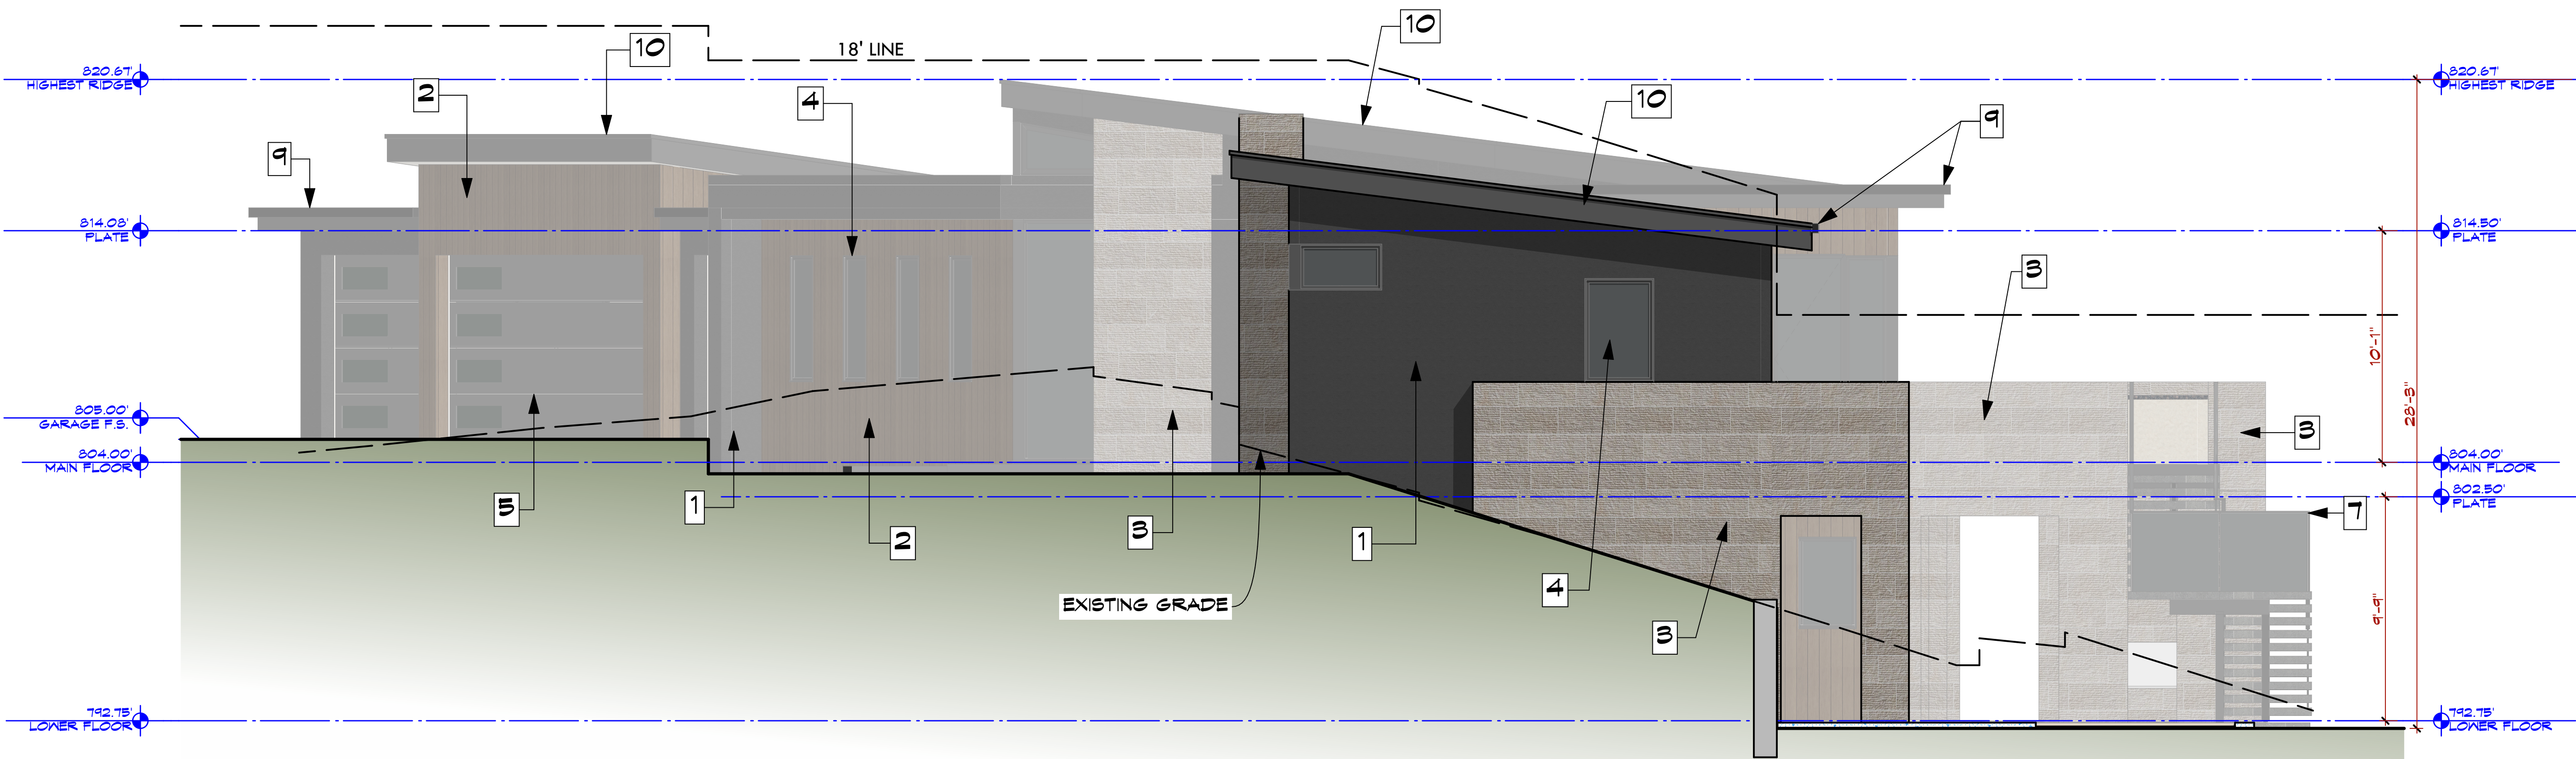 10
10
18' LINE
820.67'
HIGHEST RIDGE
820.67'
HIGHEST RIDGE
2
4
10
9
9
814.08'
PLATE
814.50'
PLATE
3
10'-1"
28'-3"
805.00'
GARAGE F.S.
3
804.00'
MAIN FLOOR
804.00'
MAIN FLOOR
5
1
2
3
1
802.50'
PLATE
7
4
EXISTING GRADE
3
9'-9"
792.75'
LOWER FLOOR
792.75'
LOWER FLOOR